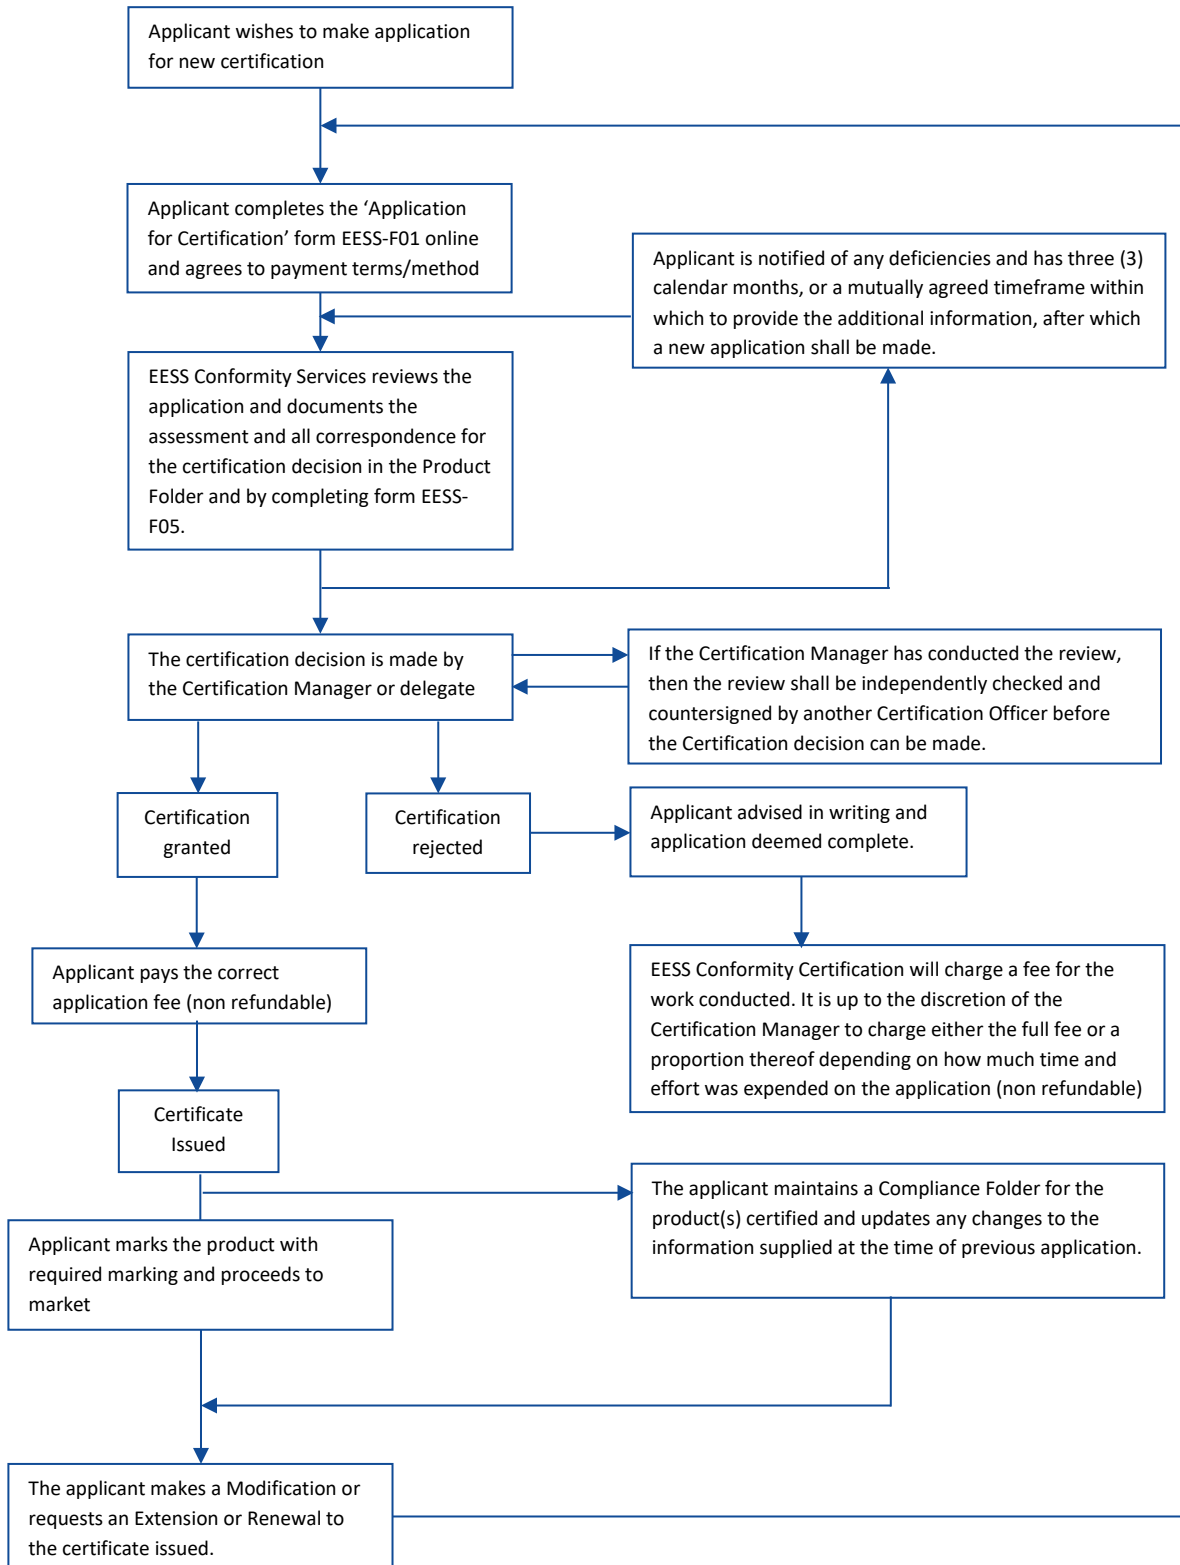 Applicant wishes to make application
for new certification
Applicant completes the ‘Application
for Certification’ form EESS-F01 online
and agrees to payment terms/method
Applicant is notified of any deficiencies and has three (3)
calendar months, or a mutually agreed timeframe within
which to provide the additional information, after which
a new application shall be made.
EESS Conformity Services reviews the
application and documents the
assessment and all correspondence for
the certification decision in the Product
Folder and by completing form EESS-
F05.
The certification decision is made by
the Certification Manager or delegate
If the Certification Manager has conducted the review,
then the review shall be independently checked and
countersigned by another Certification Officer before
the Certification decision can be made.
Certification
granted
Certification
rejected
Applicant advised in writing and
application deemed complete.
Applicant pays the correct
application fee (non refundable)
EESS Conformity Certification will charge a fee for the
work conducted. It is up to the discretion of the
Certification Manager to charge either the full fee or a
proportion thereof depending on how much time and
effort was expended on the application (non refundable)
Certificate
Issued
The applicant maintains a Compliance Folder for the
product(s) certified and updates any changes to the
information supplied at the time of previous application.
Applicant marks the product with
required marking and proceeds to
market
The applicant makes a Modification or
requests an Extension or Renewal to
the certificate issued.